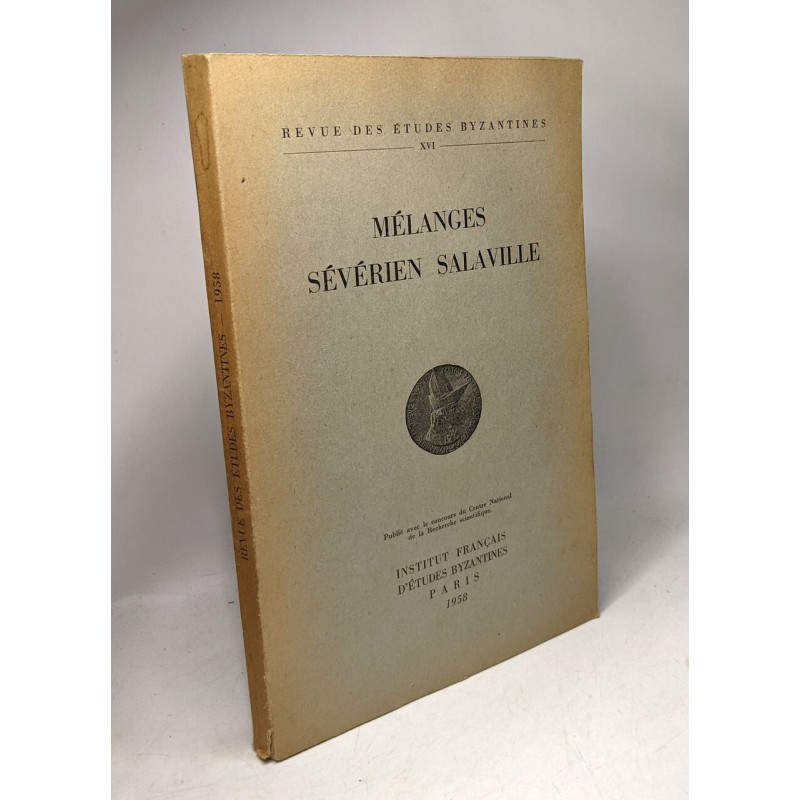 REVUE DES ÉTUDES BYZANTINES
XVI
MÉLANGES
SÉVÉRIEN SALAVILLE
Publié avec le concours du Centre National
de la Recherche scientifique.
INSTITUT FRANÇAIS
D'ÉTUDES BYZANTINES
PARIS
1958
REVUE DES ÉTUDES BYZANTINES — 1958